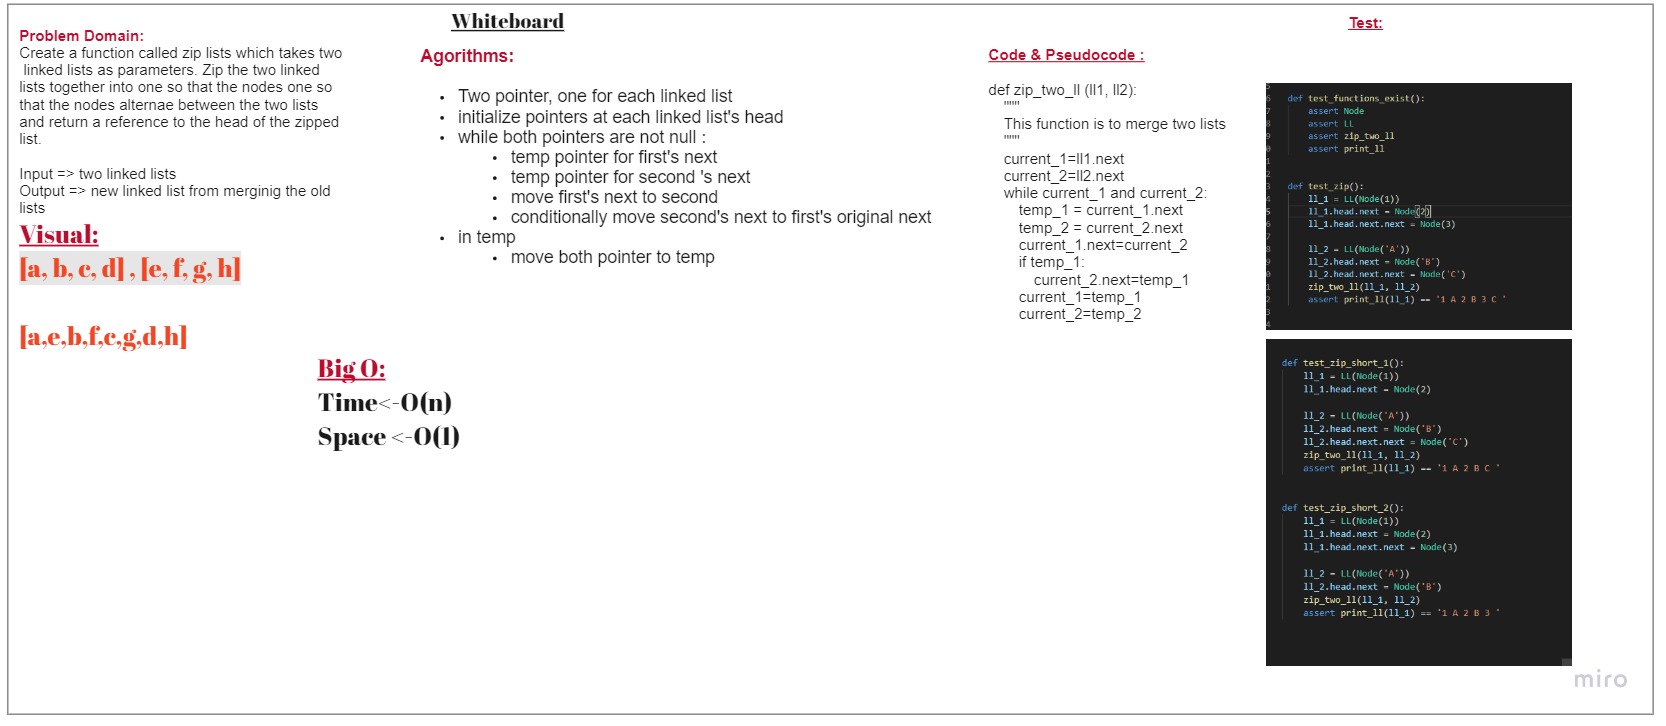 Whiteboard
Problem Domain:
Create a function called zip lists which takes two
linked lists as parameters. Zip the two linked
lists together into one so that the nodes one so
that the nodes alternae between the two lists
and return a reference to the head of the zipped
list.
Input => two linked lists
Output => new linked list from merginig the old
lists
Visual:
[a, b, c, d] , [e, f, g, h]
[a,e,b,f,c,g,d,h]
Big O:
Time<-O(n)
Space <-O(1)
Agorithms:
• Two pointer, one for each linked list
• initialize pointers at each linked list's head
• while both pointers are not null :
• temp pointer for first's next
• temp pointer for second 's next
• move first's next to second
• conditionally move second's next to first's original next
• in temp
• move both pointer to temp
Code & Pseudocode :
def zip_two_ll (ll1, ll2):
"""
This function is to merge two lists
"""
current_1=ll1.next
current_2=ll2.next
while current_1 and current_2:
temp_1 = current_1.next
temp_2 = current_2.next
current_1.next=current_2
if temp_1:
current_2.next=temp_1
current_1=temp_1
current_2=temp_2
Test:
def test_functions_exist():
assert Node
assert LL
assert zip_two_ll
assert print_ll
def test_zip():
ll_1 = LL(Node(1))
ll_1.head.next = Node(2)
ll_1.head.next.next = Node(3)
ll_2 = LL(Node('A'))
ll_2.head.next = Node('B')
ll_2.head.next.next = Node('C')
zip_two_ll(ll_1, ll_2)
assert print_ll(ll_1) == '1 A 2 B 3 C '
def test_zip_short_1():
ll_1 = LL(Node(1))
ll_1.head.next = Node(2)
ll_2 = LL(Node('A'))
ll_2.head.next = Node('B')
ll_2.head.next.next = Node('C')
zip_two_ll(ll_1, ll_2)
assert print_ll(ll_1) == '1 A 2 B C '
def test_zip_short_2():
ll_1 = LL(Node(1))
ll_1.head.next = Node(2)
ll_1.head.next.next = Node(3)
ll_2 = LL(Node('A'))
ll_2.head.next = Node('B')
zip_two_ll(ll_1, ll_2)
assert print_ll(ll_1) == '1 A 2 B 3 '
miro